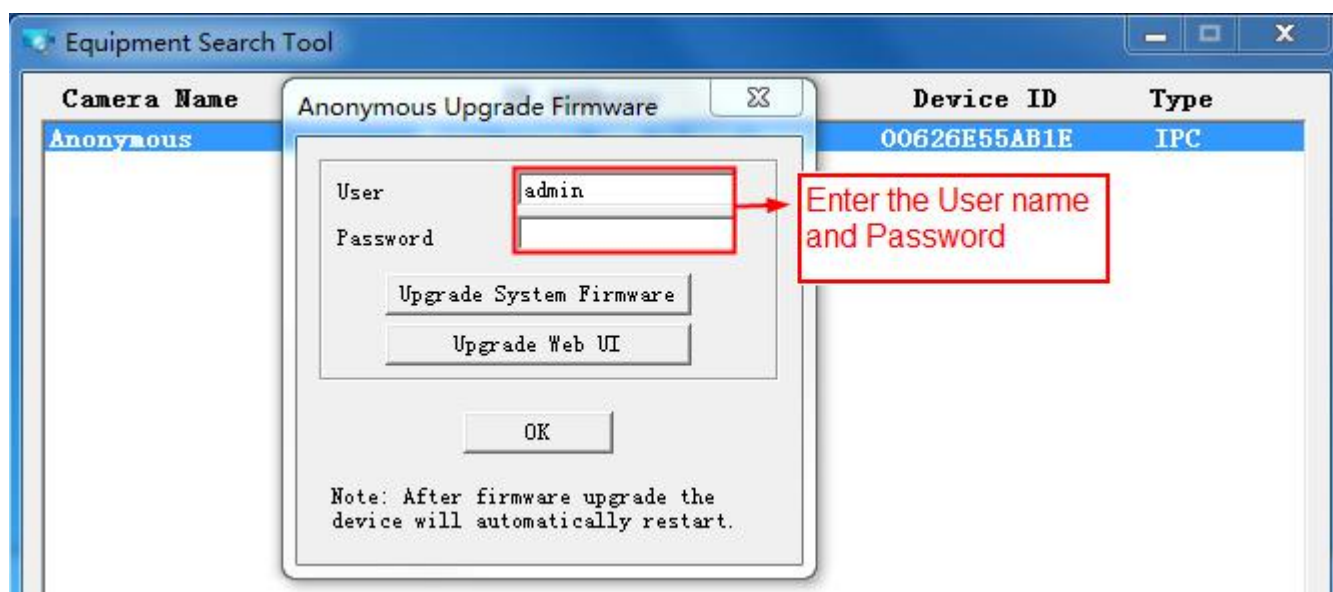 Equipment Search Tool
Camera Name
Device ID
Type
Anonymous
00626E55AB1E
IPC
Anonymous Upgrade Firmware
User
admin
Password
Enter the User name
and Password
Upgrade System Firmware
Upgrade Web UI
OK
Note: After firmware upgrade the
device will automatically restart.